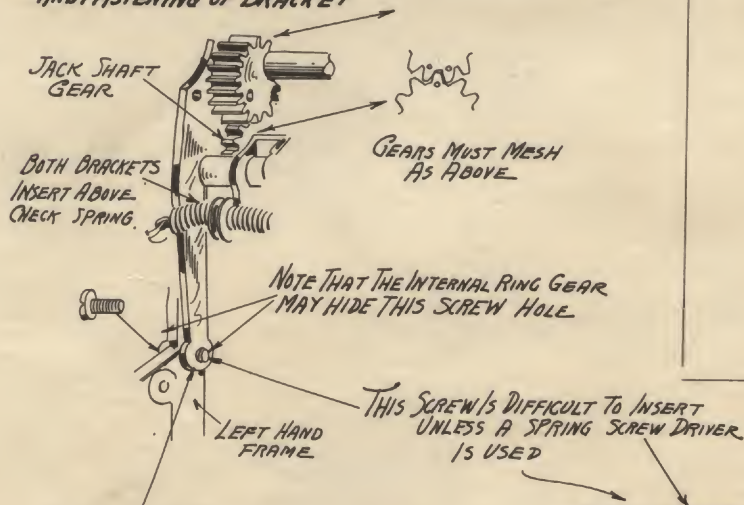 AND FASTENING OF BRACKET
JACK SHAFT
GEAR
GEARS MUST MESH
AS ABOVE
BOTH BRACKETS
INSERT ABOVE
CHECK SPRING.
NOTE THAT THE INTERNAL RING GEAR
MAY HIDE THIS SCREW HOLE
THIS SCREW IS DIFFICULT TO INSERT
UNLESS A SPRING SCREW DRIVER
IS USED
LEFT HAND
FRAME